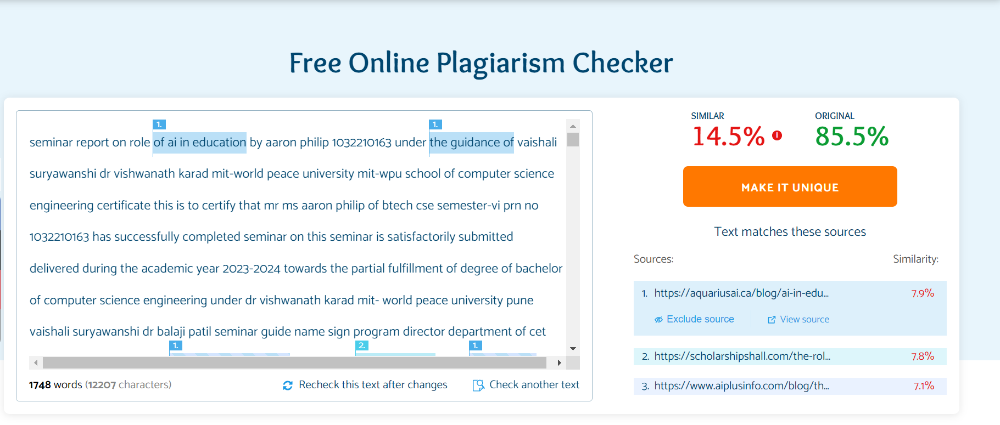 Free Online Plagiarism Checker
1. 1.
seminar report on role of ai in education by aaron philip 1032210163 under the guidance of vaishali
suryawanshi dr vishwanath karad mit-world peace university mit-wpu school of computer science
engineering certificate this is to certify that mr ms aaron philip of btech cse semester-vi prn no
1032210163 has successfully completed seminar on this seminar is satisfactorily submitted
delivered during the academic year 2023-2024 towards the partial fulfillment of degree of bachelor
of computer science engineering under dr vishwanath karad mit- world peace university pune
vaishali suryawanshi dr balaji patil seminar guide name sign program director department of cet
1. 2. 1.
1748 words (12207 characters)
Recheck this text after changes
Check another text
SIMILAR
14.5%
ORIGINAL
85.5%
MAKE IT UNIQUE
Text matches these sources
Sources: Similarity:
1. https://aquariusai.ca/blog/ai-in-edu... 7.9%
Exclude source View source
2. https://scholarshipshall.com/the-rol... 7.8%
3. https://www.aiplusinfo.com/blog/th... 7.1%